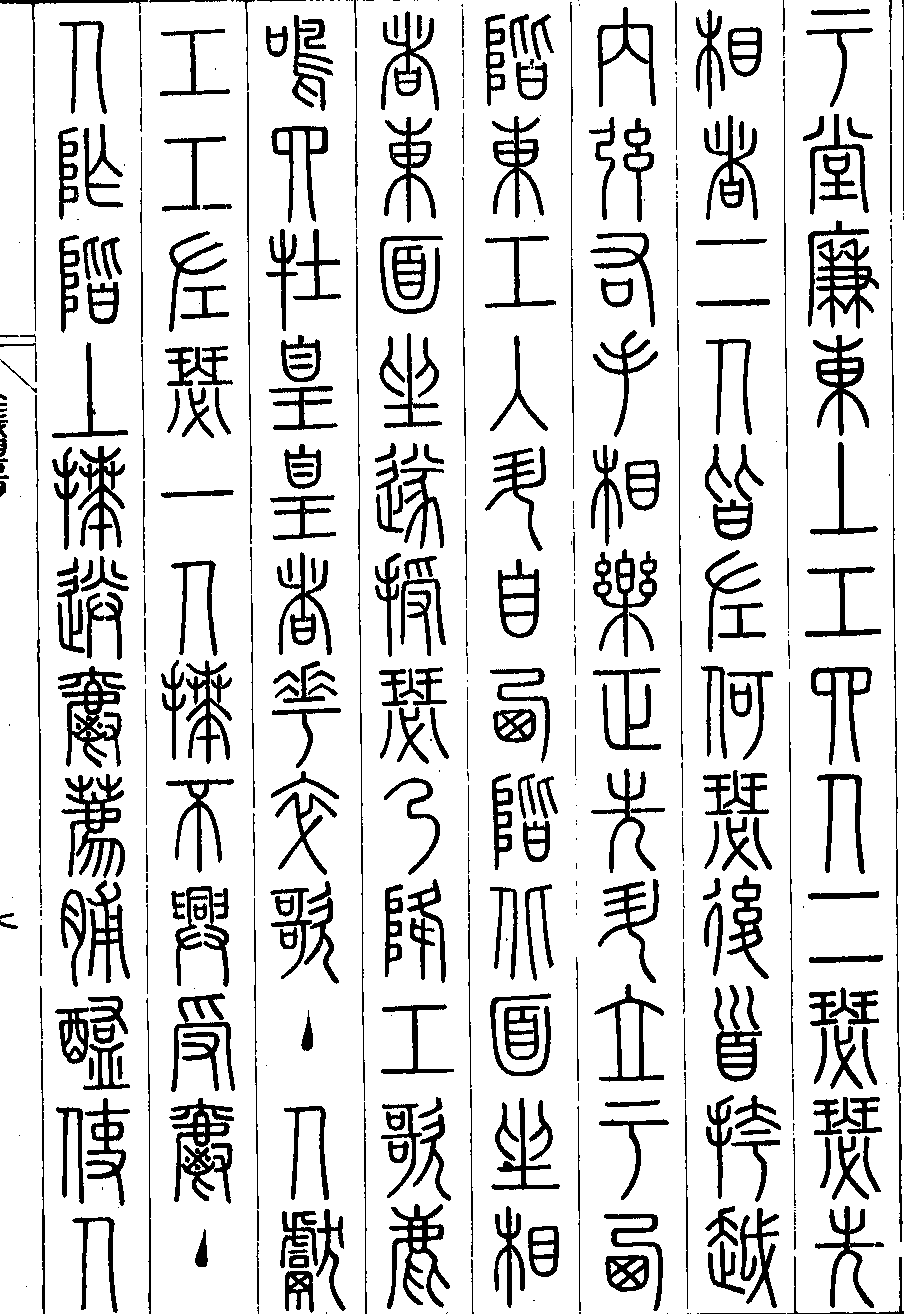 于堂廉東上工四人二瑟瑟先
相者二人皆左何瑟後首挎越
內弦右手相樂正先升立于西
階東工入升自西階北面坐相
者東面坐遂授瑟乃降工歌鹿
鳴四牡皇皇者華卒歌主人獻
工工左瑟一人拜不興受爵主
人阼階上拜送爵薦脯醢使人